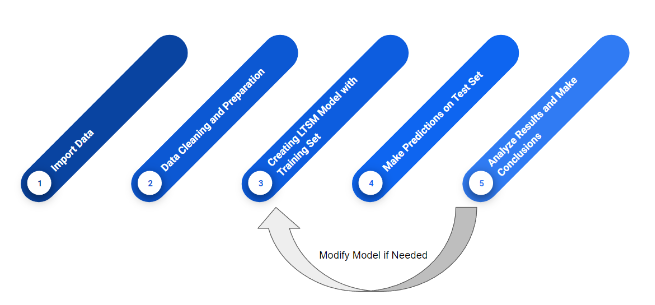 1
Import Data
2
Data Cleaning and Preparation
3
Creating LTSM Model with
Training Set
4
Make Predictions on Test Set
5
Analyze Results and Make
Conclusions
Modify Model if Needed